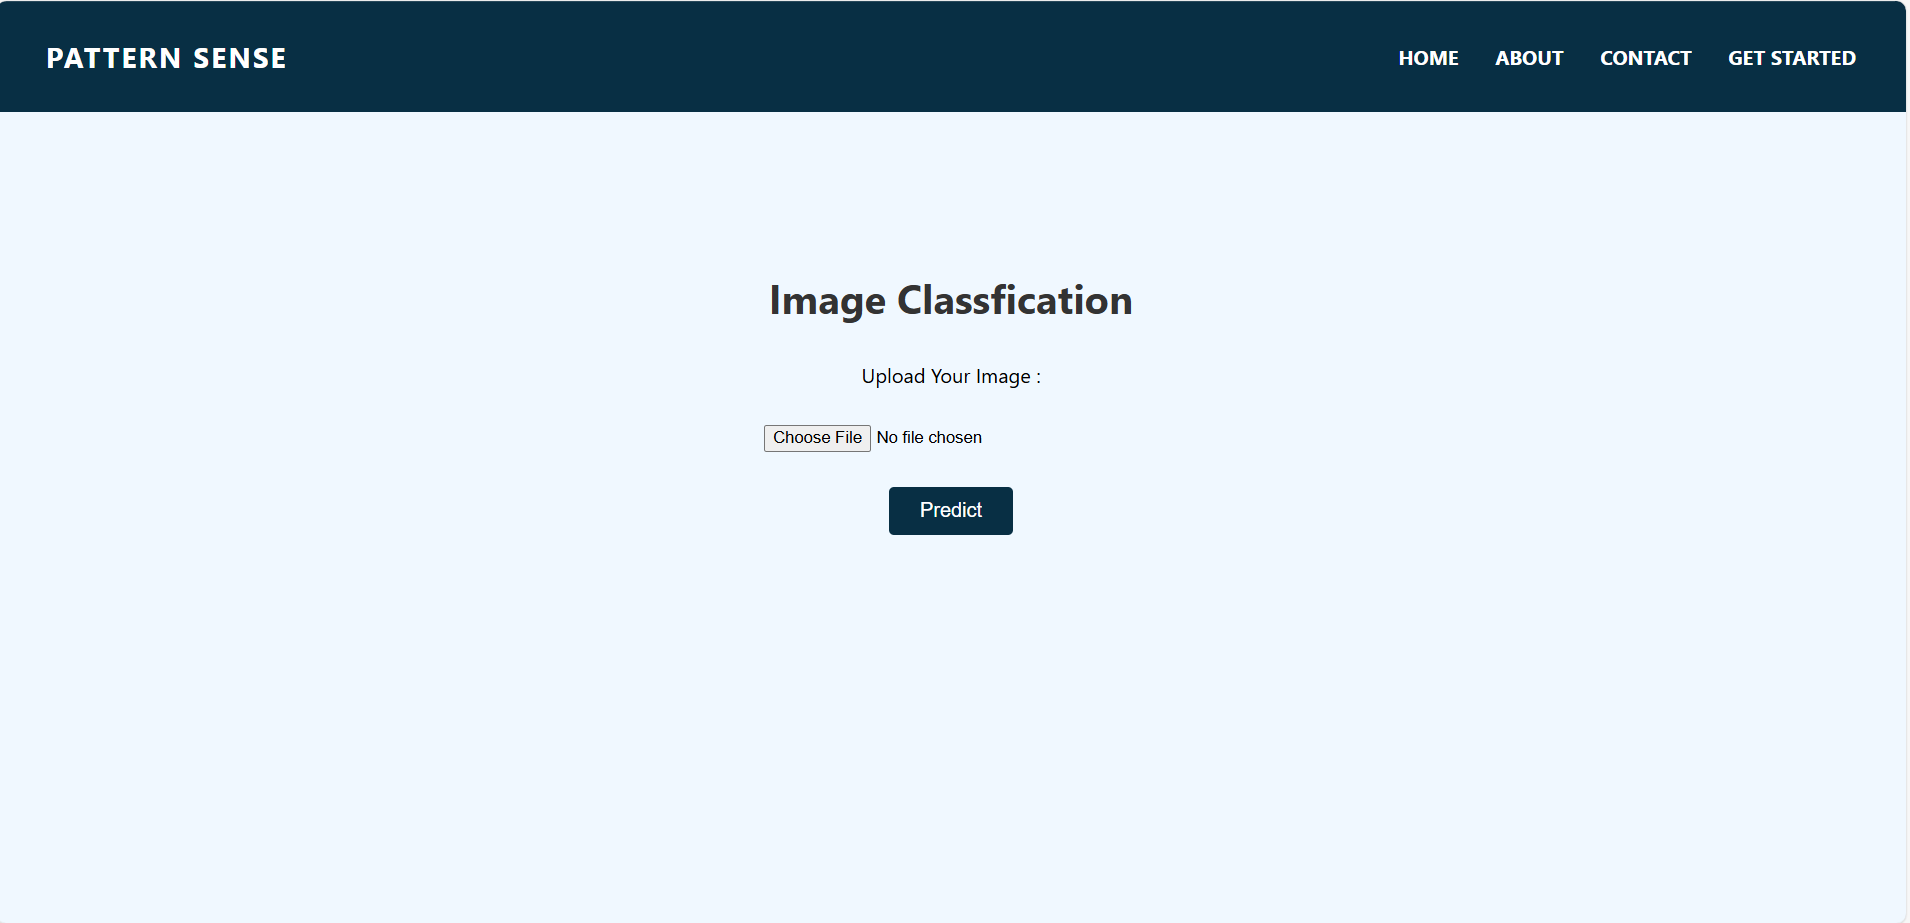 PATTERN SENSE
HOME ABOUT CONTACT GET STARTED
Image Classfication
Upload Your Image :
Choose File No file chosen
Predict